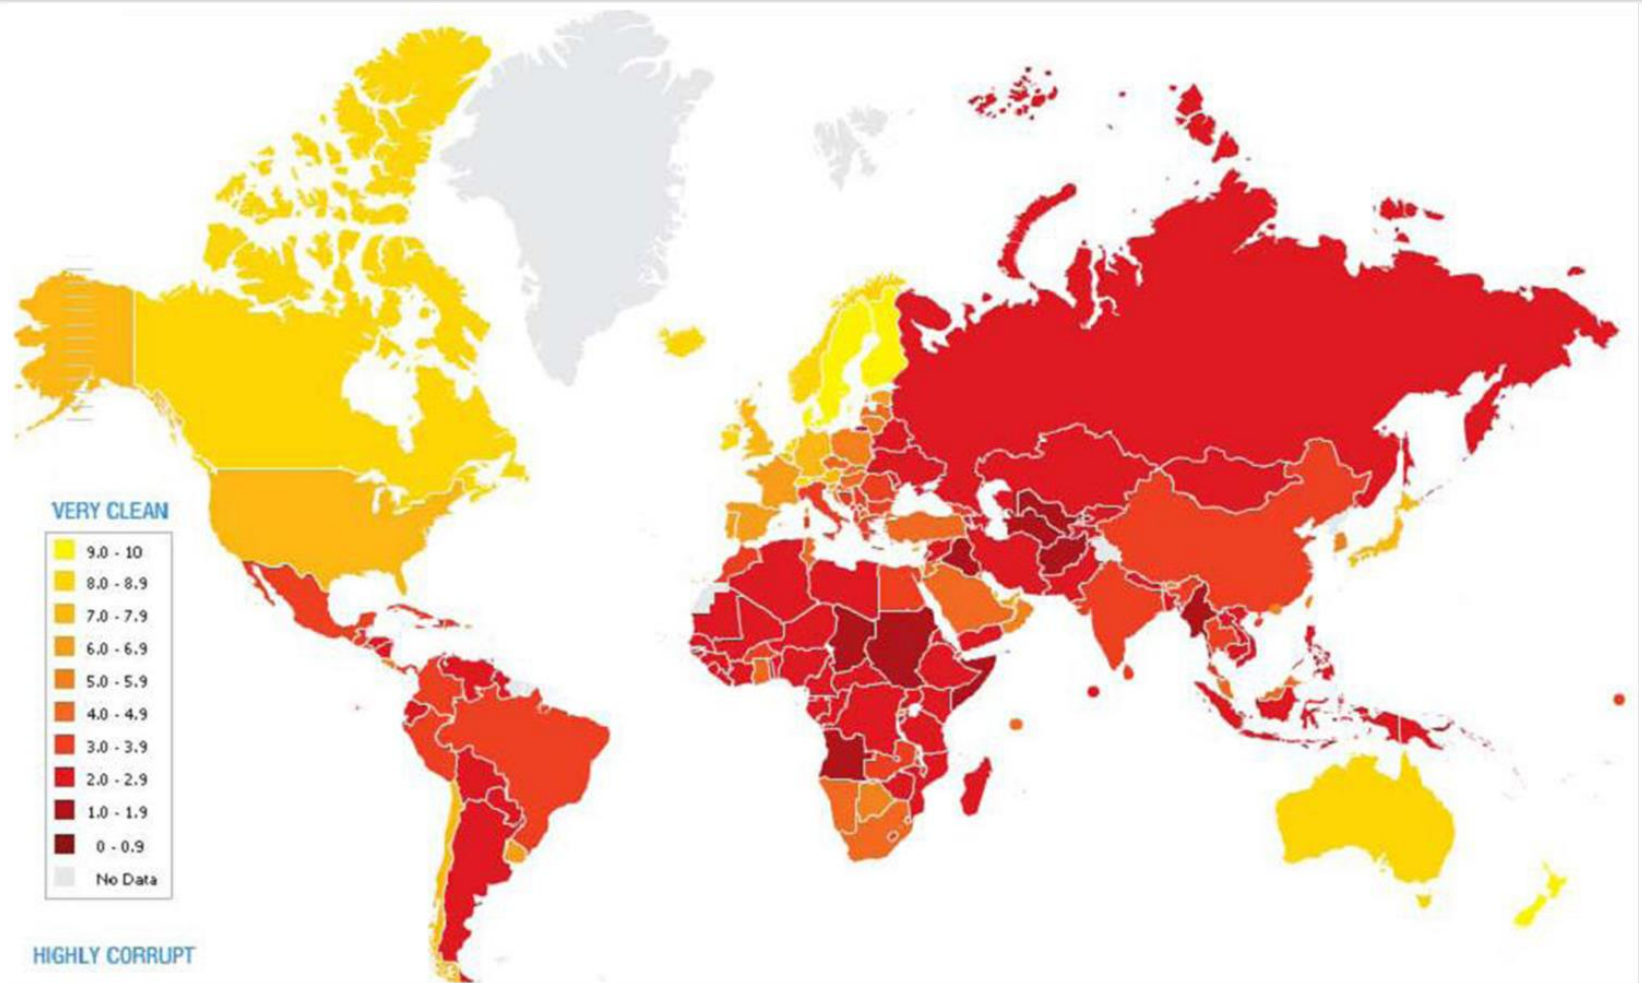 VERY CLEAN
9.0 - 10
8.0 - 8.9
7.0 - 7.9
6.0 - 6.9
5.0 - 5.9
4.0 - 4.9
3.0 - 3.9
2.0 - 2.9
1.0 - 1.9
0 - 0.9
No Data
HIGHLY CORRUPT